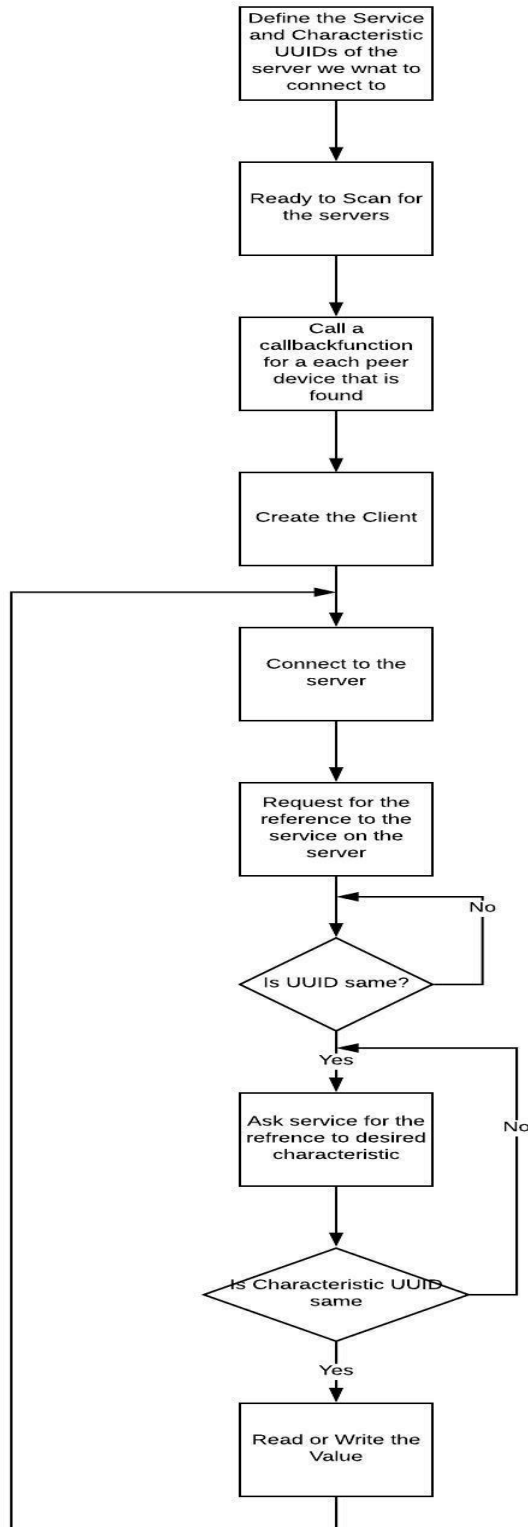 Define the Service
and Characteristic
UUIDs of the
server we wnat to
connect to
Ready to Scan for
the servers
Call a
callbackfunction
for a each peer
device that is
found
Create the Client
Connect to the
server
Request for the
reference to the
service on the
server
No
Is UUID same?
Yes
Ask service for the
refrence to desired
characteristic
No
Is Characteristic UUID
same
Yes
Read or Write the
Value